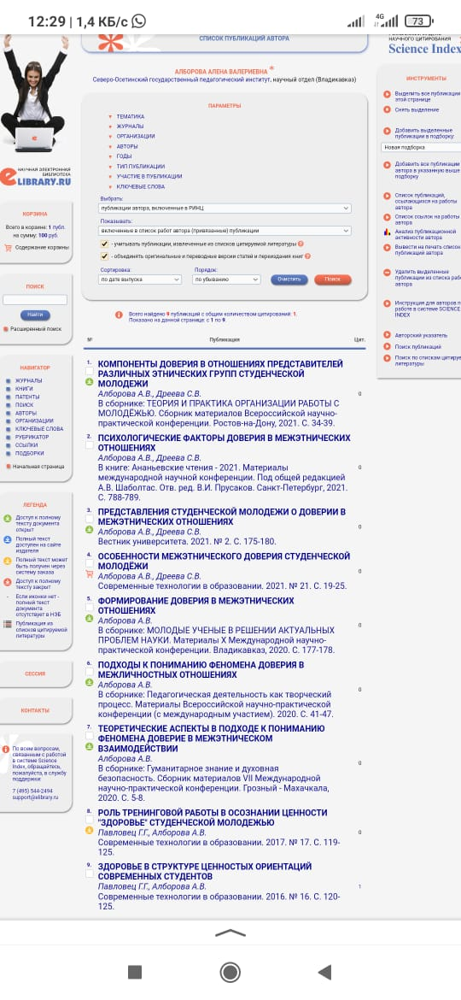 12:29 | 1,4 КБ/с
4G
73
СПИСОК ПУБЛИКАЦИЙ АВТОРА
НАУЧНОГО ЦИТИРОВАНИЯ
Science Index
АЛБОРОВА АЛЕНА ВАЛЕРИЕВНА *
Северо-Осетинский государственный педагогический институт, научный отдел (Владикавказ)
НАУЧНАЯ ЭЛЕКТРОННАЯ
БИБЛИОТЕКА
eLIBRARY.RU
КОРЗИНА
Всего в корзине: 1 публ.
на сумму: 100 руб.
Содержание корзины
ПОИСК
Найти
Расширенный поиск
НАВИГАТОР
ЖУРНАЛЫ
КНИГИ
ПАТЕНТЫ
ПОИСК
АВТОРЫ
ОРГАНИЗАЦИИ
КЛЮЧЕВЫЕ СЛОВА
РУБРИКАТОР
ССЫЛКИ
ПОДБОРКИ
Начальная страница
ЛЕГЕНДА
Доступ к полному
тексту документа
открыт
Полный текст
доступен на сайте
издателя
Полный текст может
быть получен через
систему заказа
Доступ к полному
тексту закрыт
- Если иконки нет -
полный текст
документа
отсутствует в НЭБ
Публикация из
списков цитируемой
литературы
СЕССИЯ
КОНТАКТЫ
По всем вопросам,
связанным с работой
в системе Science
Index, обращайтесь,
пожалуйста, в службу
поддержки:
7 (495) 544-2494
support@elibrary.ru
ПАРАМЕТРЫ
ТЕМАТИКА
ЖУРНАЛЫ
ОРГАНИЗАЦИИ
АВТОРЫ
ГОДЫ
ТИП ПУБЛИКАЦИИ
УЧАСТИЕ В ПУБЛИКАЦИИ
КЛЮЧЕВЫЕ СЛОВА
Выбрать:
публикации автора, включенные в РИНЦ
Показывать:
включенные в список работ автора (привязанные) публикации
- учитывать публикации, извлеченные из списков цитируемой литературы
- объединять оригинальные и переводные версии статей и переиздания книг
Сортировка: Порядок:
по дате выпуска по убыванию Очистить Поиск
Всего найдено 9 публикаций с общим количеством цитирований: 1.
Показано на данной странице: с 1 по 9.
№ Публикация Цит.
1. КОМПОНЕНТЫ ДОВЕРИЯ В ОТНОШЕНИЯХ ПРЕДСТАВИТЕЛЕЙ
РАЗЛИЧНЫХ ЭТНИЧЕСКИХ ГРУПП СТУДЕНЧЕСКОЙ
МОЛОДЕЖИ
Алборова А.В., Дреева С.В. 0
В сборнике: ТЕОРИЯ И ПРАКТИКА ОРГАНИЗАЦИИ РАБОТЫ С
МОЛОДЁЖЬЮ. Сборник материалов Всероссийской научно-
практической конференции. Ростов-на-Дону, 2021. С. 34-39.
2. ПСИХОЛОГИЧЕСКИЕ ФАКТОРЫ ДОВЕРИЯ В МЕЖЭТНИЧЕСКИХ
ОТНОШЕНИЯХ
Алборова А.В., Дреева С.В.
В книге: Ананьевские чтения - 2021. Материалы 0
международной научной конференции. Под общей редакцией
А.В. Шаболтас. Отв. ред. В.И. Прусаков. Санкт-Петербург, 2021.
С. 788-789.
3. ПРЕДСТАВЛЕНИЯ СТУДЕНЧЕСКОЙ МОЛОДЕЖИ О ДОВЕРИИ В
МЕЖЭТНИЧЕСКИХ ОТНОШЕНИЯХ
Алборова А.В., Дреева С.В. 0
Вестник университета. 2021. № 2. С. 175-180.
4. ОСОБЕННОСТИ МЕЖЭТНИЧЕСКОГО ДОВЕРИЯ СТУДЕНЧЕСКОЙ
МОЛОДЁЖИ
Алборова А.В., Дреева С.В. 0
Современные технологии в образовании. 2021. № 21. С. 19-25.
5. ФОРМИРОВАНИЕ ДОВЕРИЯ В МЕЖЭТНИЧЕСКИХ
ОТНОШЕНИЯХ
Алборова А.В. 0
В сборнике: МОЛОДЫЕ УЧЕНЫЕ В РЕШЕНИИ АКТУАЛЬНЫХ
ПРОБЛЕМ НАУКИ. Материалы X Международной научно-
практической конференции. Владикавказ, 2020. С. 177-178.
6. ПОДХОДЫ К ПОНИМАНИЮ ФЕНОМЕНА ДОВЕРИЯ В
МЕЖЛИЧНОСТНЫХ ОТНОШЕНИЯХ
Алборова А.В. 0
В сборнике: Педагогическая деятельность как творческий
процесс. Материалы Всероссийской научно-практической
конференции (с международным участием). 2020. С. 41-47.
7. ТЕОРЕТИЧЕСКИЕ АСПЕКТЫ В ПОДХОДЕ К ПОНИМАНИЮ
ФЕНОМЕНА ДОВЕРИЕ В МЕЖЭТНИЧЕСКОМ
ВЗАИМОДЕЙСТВИИ
Алборова А.В. 0
В сборнике: Гуманитарное знание и духовная
безопасность. Сборник материалов VII Международной
научно-практической конференции. Грозный - Махачкала,
2020. С. 5-8.
8. РОЛЬ ТРЕНИНГОВОЙ РАБОТЫ В ОСОЗНАНИИ ЦЕННОСТИ
"ЗДОРОВЬЕ" СТУДЕНЧЕСКОЙ МОЛОДЕЖЬЮ
Павловец Г.Г., Алборова А.В. 0
Современные технологии в образовании. 2017. № 17. С. 119-
125.
9. ЗДОРОВЬЕ В СТРУКТУРЕ ЦЕННОСТНЫХ ОРИЕНТАЦИЙ
СОВРЕМЕННЫХ СТУДЕНТОВ
Павловец Г.Г., Алборова А.В. 1
Современные технологии в образовании. 2016. № 16. С. 120-
125.
ИНСТРУМЕНТЫ
Выделить все публикации
этой странице
Снять выделение
Добавить выделенные
публикации в подборку:
Новая подборка
Добавить все публикации
автора в указанную выше
подборку
Список публикаций,
ссылающихся на работы
автора
Список ссылок на работы
автора
Анализ публикационной
активности автора
Вывести на печать список
публикаций автора
Удалить выделенные
публикации из списка работ
автора
Инструкция для авторов по
работе в системе SCIENCE
INDEX
Авторский указатель
Поиск публикаций
Поиск по спискам цитируемой
литературы